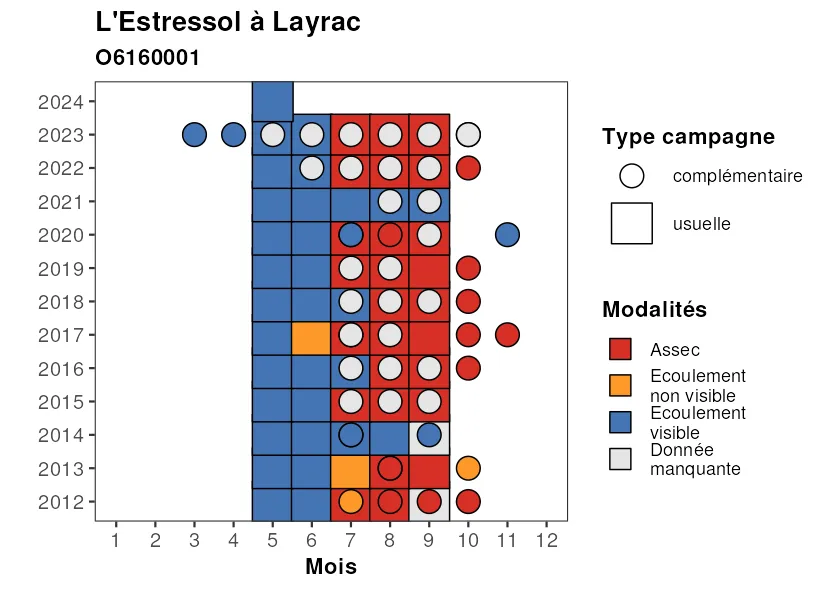 L'Estressol à Layrac
O6160001
2024
2023
2022
2021
2020
2019
2018
2017
2016
2015
2014
2013
2012
1 2 3 4 5 6 7 8 9 10 11 12
Mois
Type campagne
complémentaire
usuelle
Modalités
Assec
Ecoulement
non visible
Ecoulement
visible
Donnée
manquante